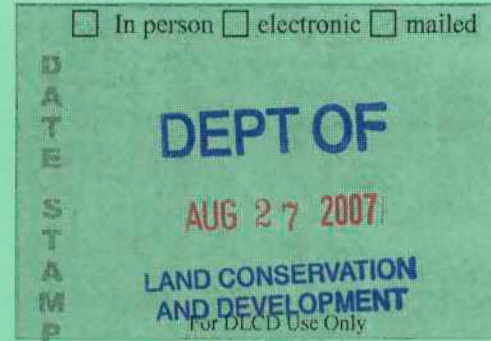 ☐ In person ☐ electronic ☐ mailed
DATE STAMP
DEPT OF
AUG 27 2007
LAND CONSERVATION
AND DEVELOPMENT
For DLCD Use Only